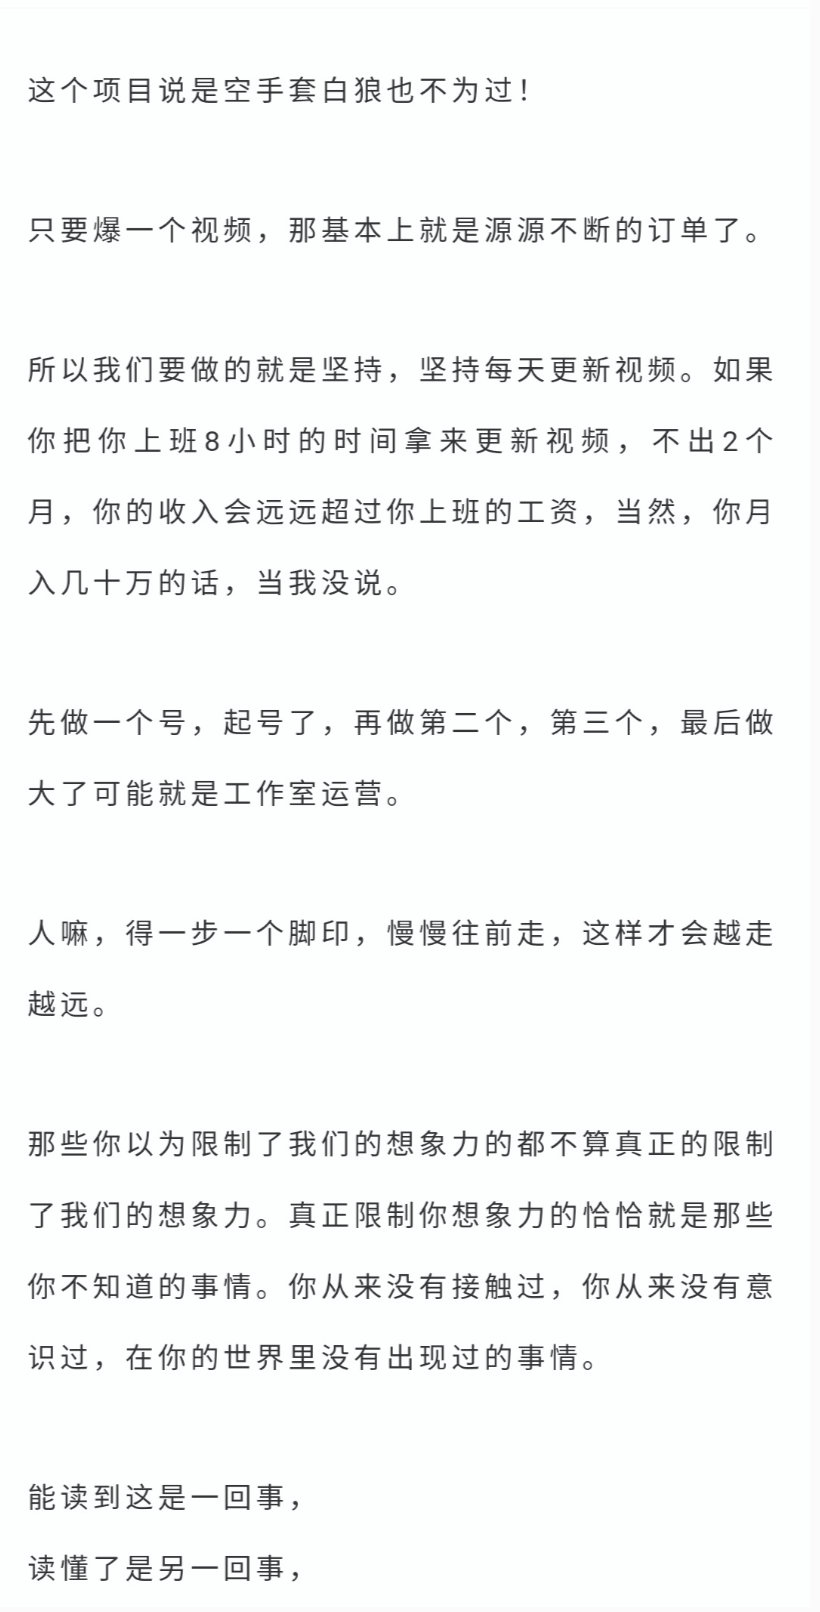 这个项目说是空手套白狼也不为过！
只要爆一个视频，那基本上就是源源不断的订单了。
所以我们要做的就是坚持，坚持每天更新视频。如果
你把你上班8小时的时间拿来更新视频，不出2个
月，你的收入会远远超过你上班的工资，当然，你月
入几十万的话，当我没说。
先做一个号，起号了，再做第二个，第三个，最后做
大了可能就是工作室运营。
人嘛，得一步一个脚印，慢慢往前走，这样才会越走
越远。
那些你以为限制了我们的想象力的都不算真正的限制
了我们的想象力。真正限制你想象力的恰恰就是那些
你不知道的事情。你从来没有接触过，你从来没有意
识过，在你的世界里没有出现过的事情。
能读到这是一回事，
读懂了是另一回事，